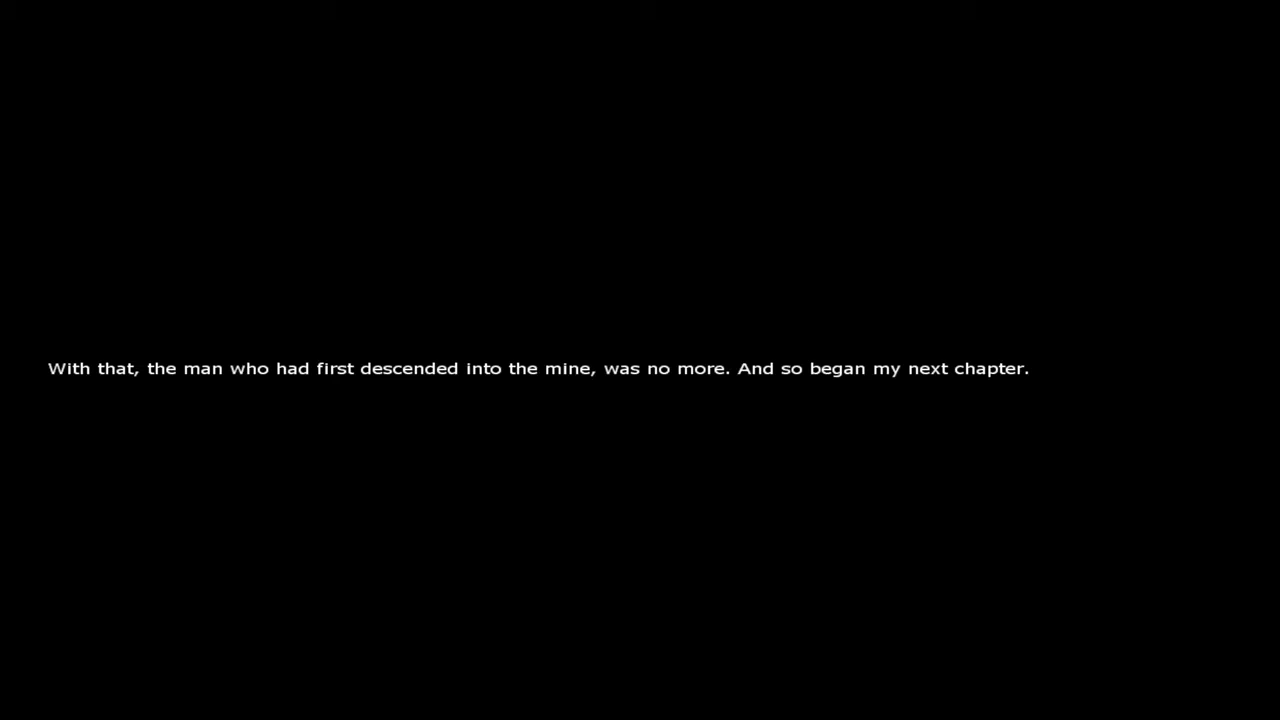 With that, the man who had first descended into the mine, was no more. And so began my next chapter.